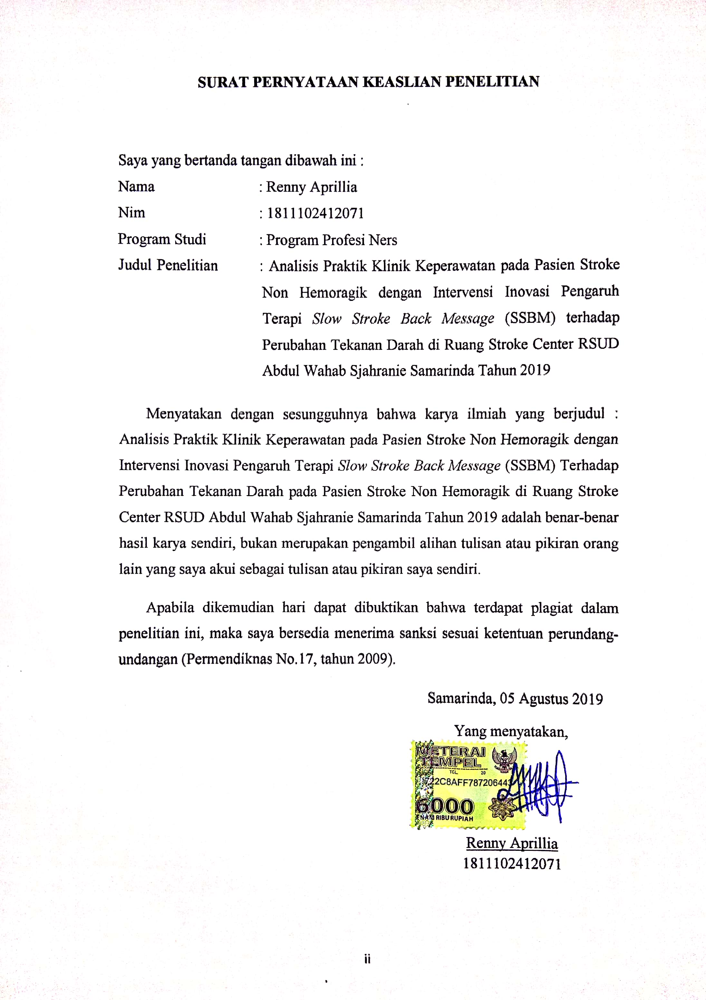 SURAT PERNYATAAN KEASLIAN PENELITIAN
Saya yang bertanda tangan dibawah ini :
Nama : Renny Aprillia
Nim : 1811102412071
Program Studi : Program Profesi Ners
Judul Penelitian : Analisis Praktik Klinik Keperawatan pada Pasien Stroke
Non Hemoragik dengan Intervensi Inovasi Pengaruh
Terapi Slow Stroke Back Message (SSBM) terhadap
Perubahan Tekanan Darah di Ruang Stroke Center RSUD
Abdul Wahab Sjahranie Samarinda Tahun 2019
Menyatakan dengan sesungguhnya bahwa karya ilmiah yang berjudul :
Analisis Praktik Klinik Keperawatan pada Pasien Stroke Non Hemoragik dengan
Intervensi Inovasi Pengaruh Terapi Slow Stroke Back Message (SSBM) Terhadap
Perubahan Tekanan Darah pada Pasien Stroke Non Hemoragik di Ruang Stroke
Center RSUD Abdul Wahab Sjahranie Samarinda Tahun 2019 adalah benar-benar
hasil karya sendiri, bukan merupakan pengambil alihan tulisan atau pikiran orang
lain yang saya akui sebagai tulisan atau pikiran saya sendiri.
Apabila dikemudian hari dapat dibuktikan bahwa terdapat plagiat dalam
penelitian ini, maka saya bersedia menerima sanksi sesuai ketentuan perundang-
undangan (Permendiknas No.17, tahun 2009).
Samarinda, 05 Agustus 2019
Yang menyatakan,
METERAI
TEMPEL
TGL. 20
6000
ENAM RIBU RUPIAH
Renny Aprillia
1811102412071
ii